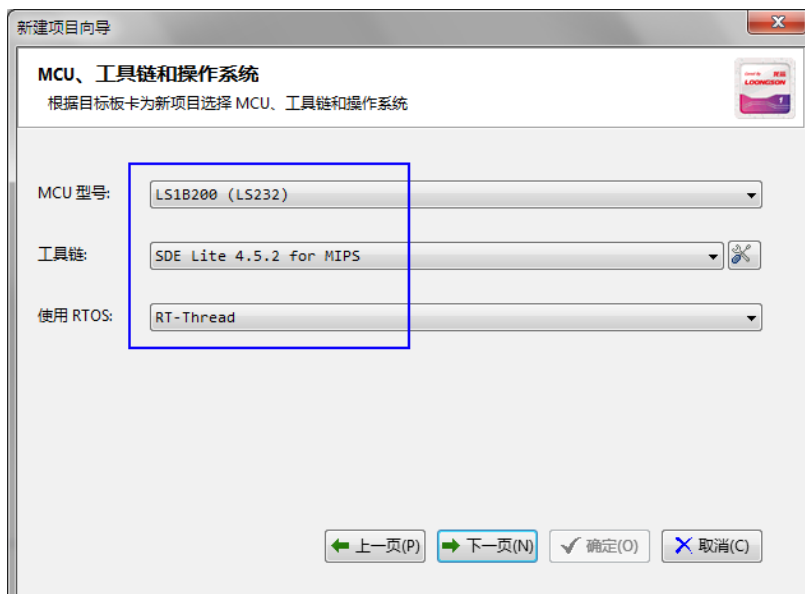 新建项目向导
MCU、工具链和操作系统
根据目标板卡为新项目选择 MCU、工具链和操作系统
LOONGSON
MCU 型号:
LS1B200 (LS232)
工具链:
SDE Lite 4.5.2 for MIPS
使用 RTOS:
RT-Thread
上一页(P)
下一页(N)
确定(O)
取消(C)